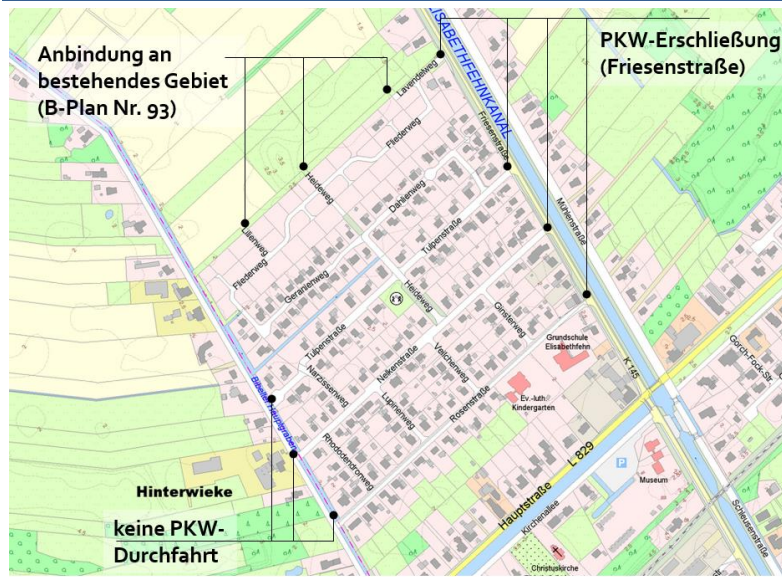 Anbindung an
bestehendes Gebiet
(B-Plan Nr. 93)
PKW-Erschließung
(Friesenstraße)
ELISABETHFEHNKANAL
Lavendelweg
Friesenstraße
Fliederweg
Heideweg
Dahlienweg
Mühlenstraße
Lilienweg
Tulpenstraße
Fliederweg
Geranienweg
Heideweg
Ginsterweg
Grundschule
Elisabethfehn
K 145
Gorch-Fock-Str.
Tulpenstraße
Nelkenstraße
Veilchenweg
Narzissenweg
Lupinenweg
Rosenstraße
Ev.-luth.
Kindergarten
Rhododendronweg
Hauptstraße
L 829
P
Museum
Hinterwieke
Kirchenallee
Schleusenstraße
keine PKW-
Durchfahrt
Christuskirche